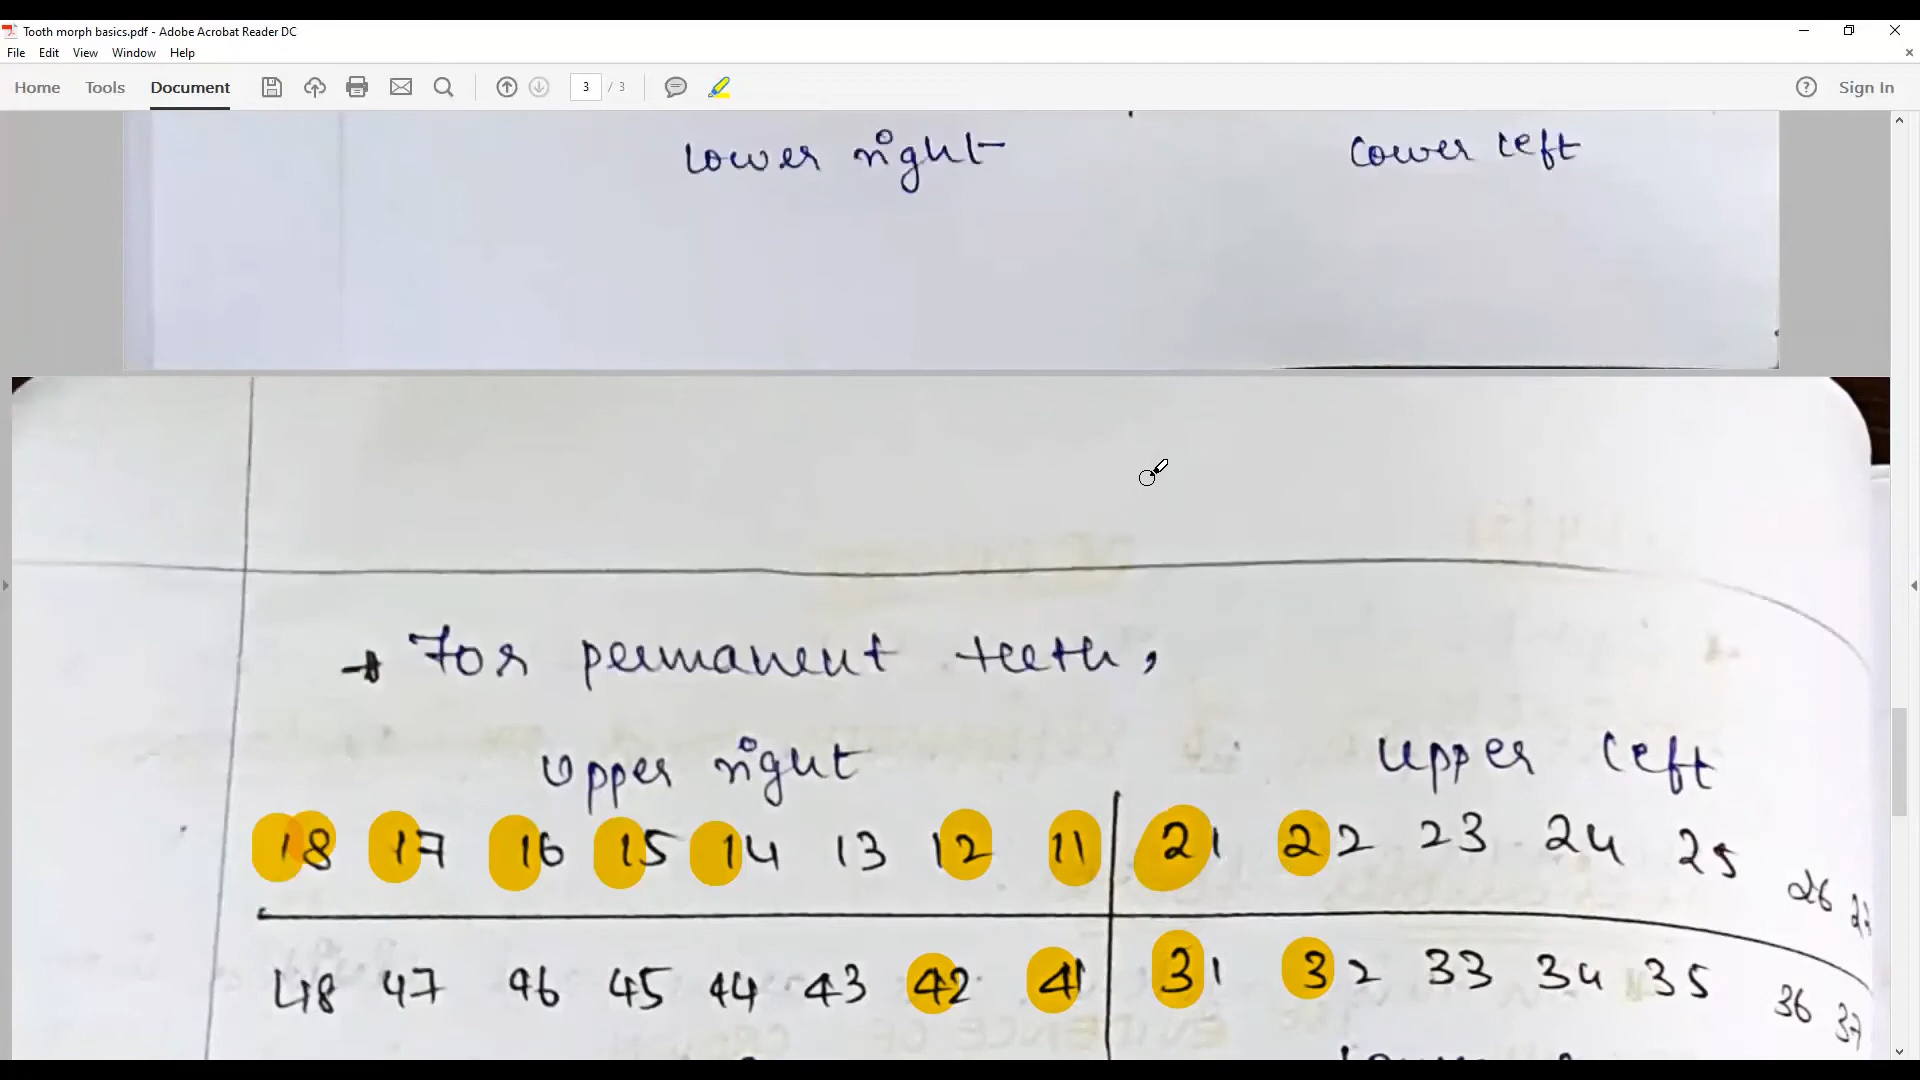 Tooth morph basics.pdf - Adobe Acrobat Reader DC
File Edit View Window Help
Home Tools Document 3 / 3 Sign In
Lower right Lower left
→ For permanent teeth,
Upper right Upper left
18 17 16 15 14 13 12 11 21 22 23 24 25 26 27
48 47 46 45 44 43 42 41 31 32 33 34 35 36 37